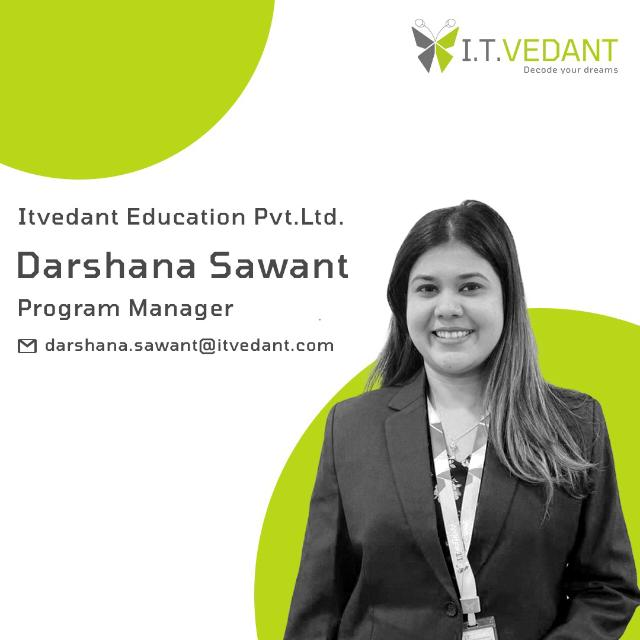 I.T.VEDANT
Decode your dreams
Itvedant Education Pvt.Ltd.
Darshana Sawant
Program Manager
darshana.sawant@itvedant.com